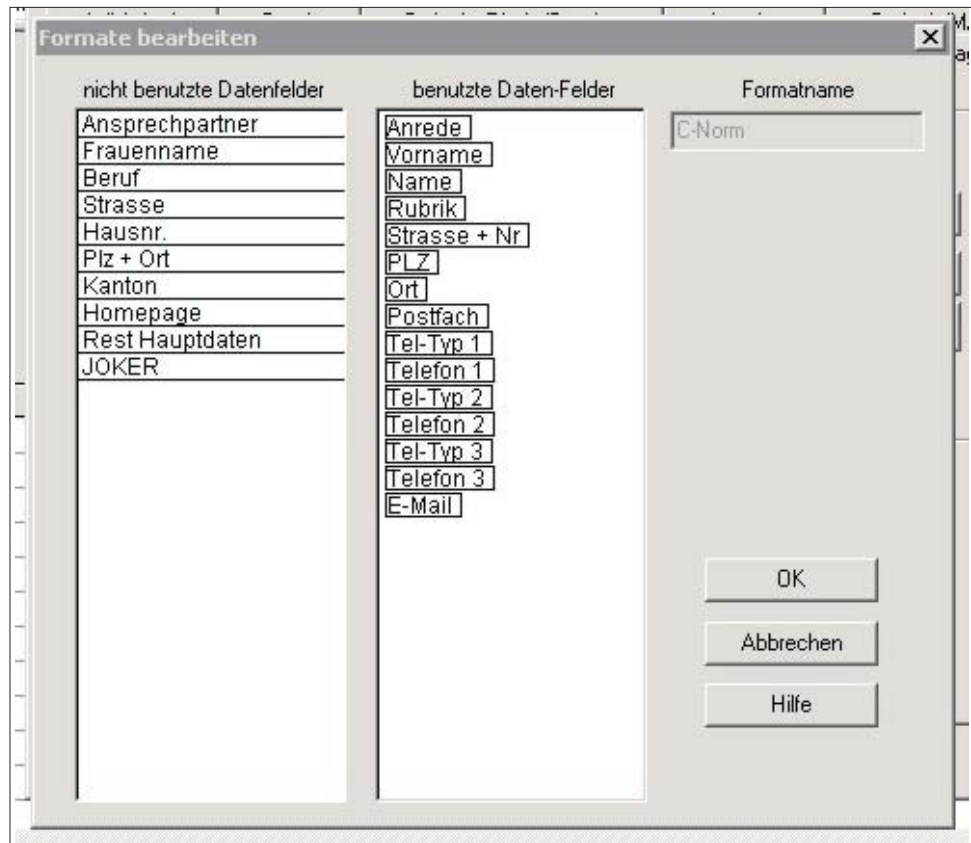 Formate bearbeiten
nicht benutzte Datenfelder
Ansprechpartner
Frauenname
Beruf
Strasse
Hausnr.
Plz + Ort
Kanton
Homepage
Rest Hauptdaten
JOKER
benutzte Daten-Felder
Anrede
Vorname
Name
Rubrik
Strasse + Nr
PLZ
Ort
Postfach
Tel-Typ 1
Telefon 1
Tel-Typ 2
Telefon 2
Tel-Typ 3
Telefon 3
E-Mail
Formatname
C-Norm
OK
Abbrechen
Hilfe